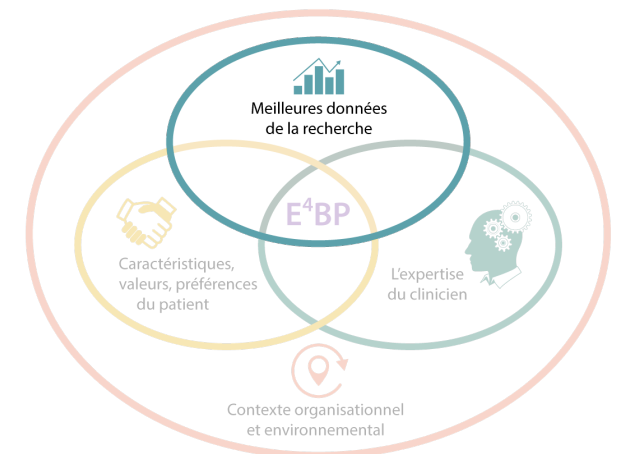 Meilleures données
de la recherche
E⁴BP
Caractéristiques,
valeurs, préférences
du patient
L'expertise
du clinicien
Contexte organisationnel
et environnemental